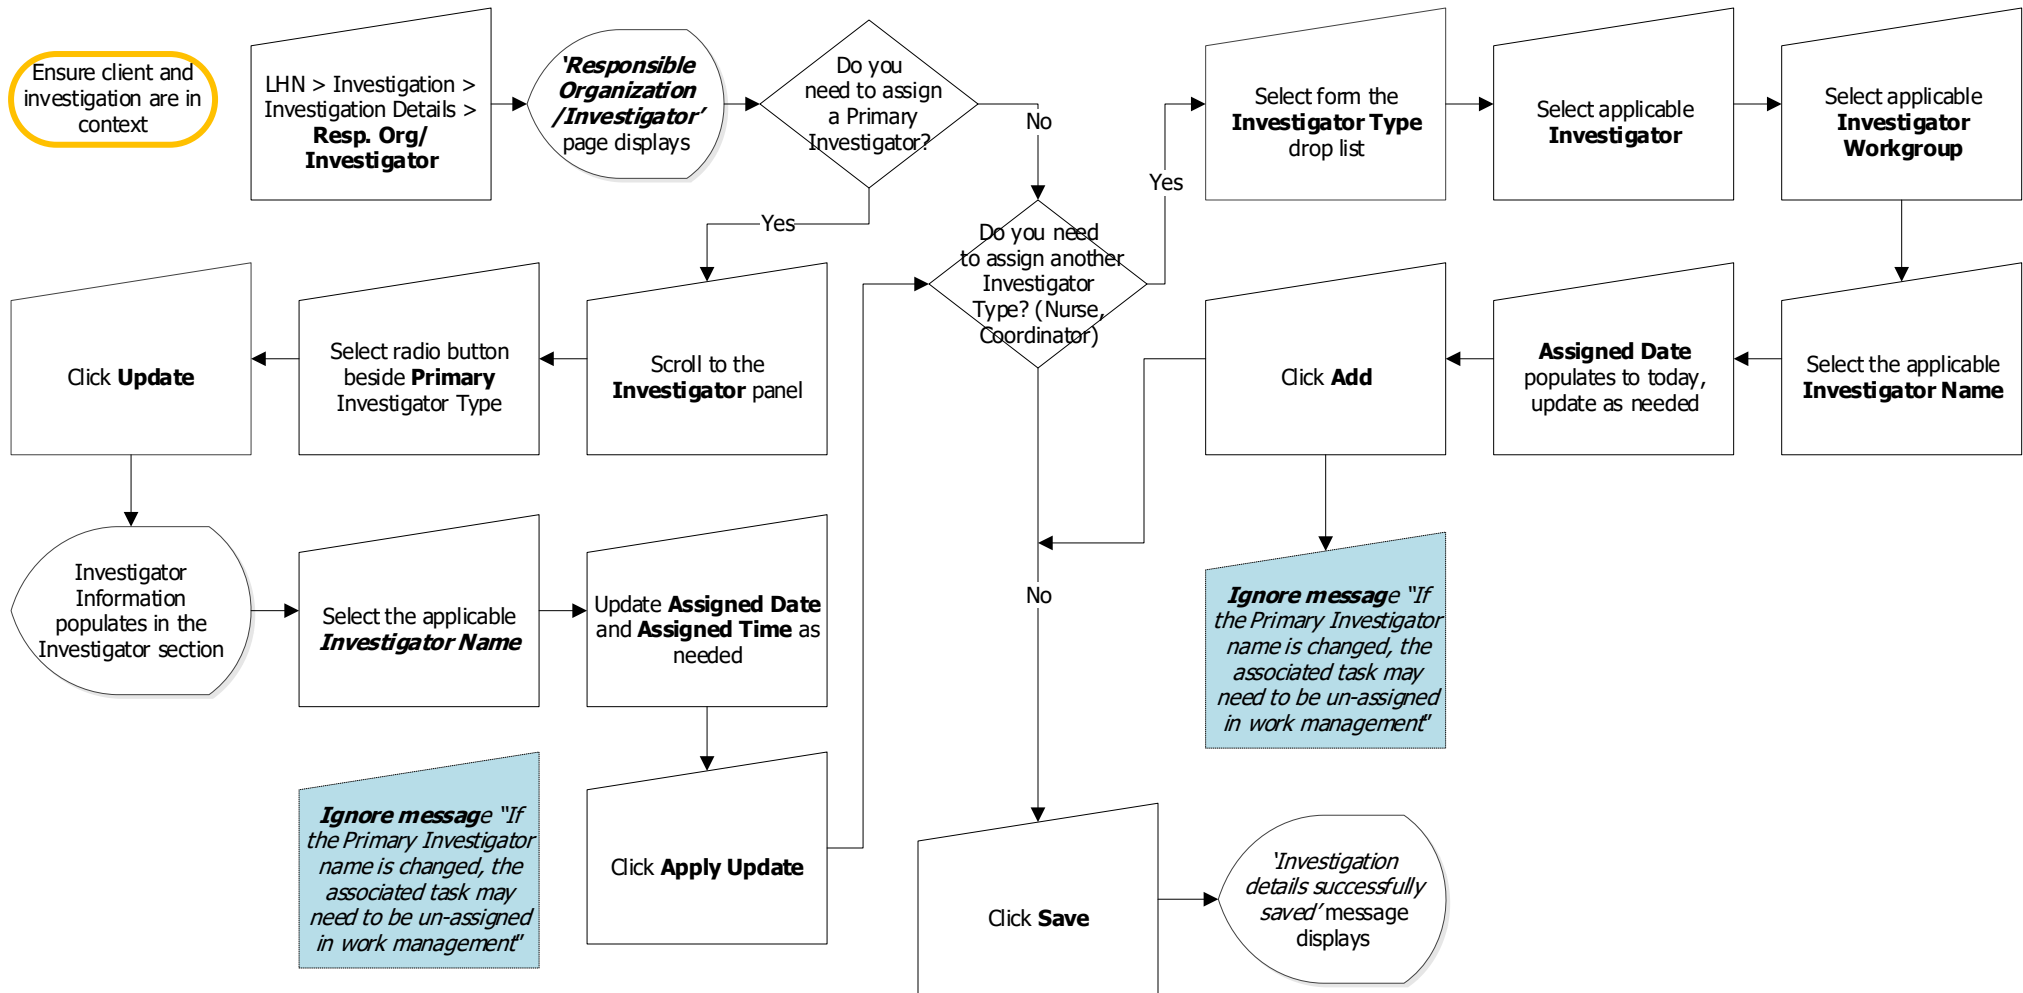 Ensure client and
investigation are in
context
LHN > Investigation >
Investigation Details >
Resp. Org/
Investigator
‘Responsible
Organization
/Investigator’
page displays
Do you
need to assign
a Primary
Investigator?
No
Yes
Do you need
to assign another
Investigator
Type? (Nurse,
Coordinator)
Yes
Select form the
Investigator Type
drop list
Select applicable
Investigator
Select applicable
Investigator
Workgroup
Click Update
Select radio button
beside Primary
Investigator Type
Scroll to the
Investigator panel
Click Add
Assigned Date
populates to today,
update as needed
Select the applicable
Investigator Name
Investigator
Information
populates in the
Investigator section
Select the applicable
Investigator Name
Update Assigned Date
and Assigned Time as
needed
No
Ignore message “If
the Primary Investigator
name is changed, the
associated task may
need to be un-assigned
in work management”
Ignore message “If
the Primary Investigator
name is changed, the
associated task may
need to be un-assigned
in work management”
Click Apply Update
Click Save
‘Investigation
details successfully
saved’ message
displays